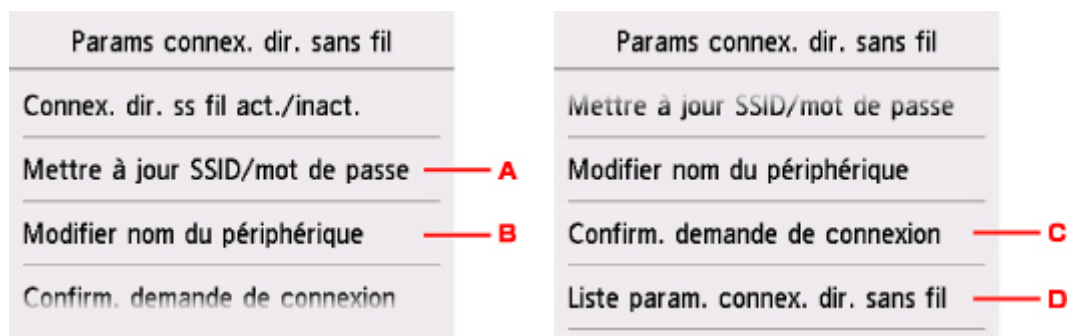 Params connex. dir. sans fil
Connex. dir. ss fil act./inact.
Mettre à jour SSID/mot de passe A
Modifier nom du périphérique B
Confirm. demande de connexion
Params connex. dir. sans fil
Mettre à jour SSID/mot de passe
Modifier nom du périphérique
Confirm. demande de connexion C
Liste param. connex. dir. sans fil D